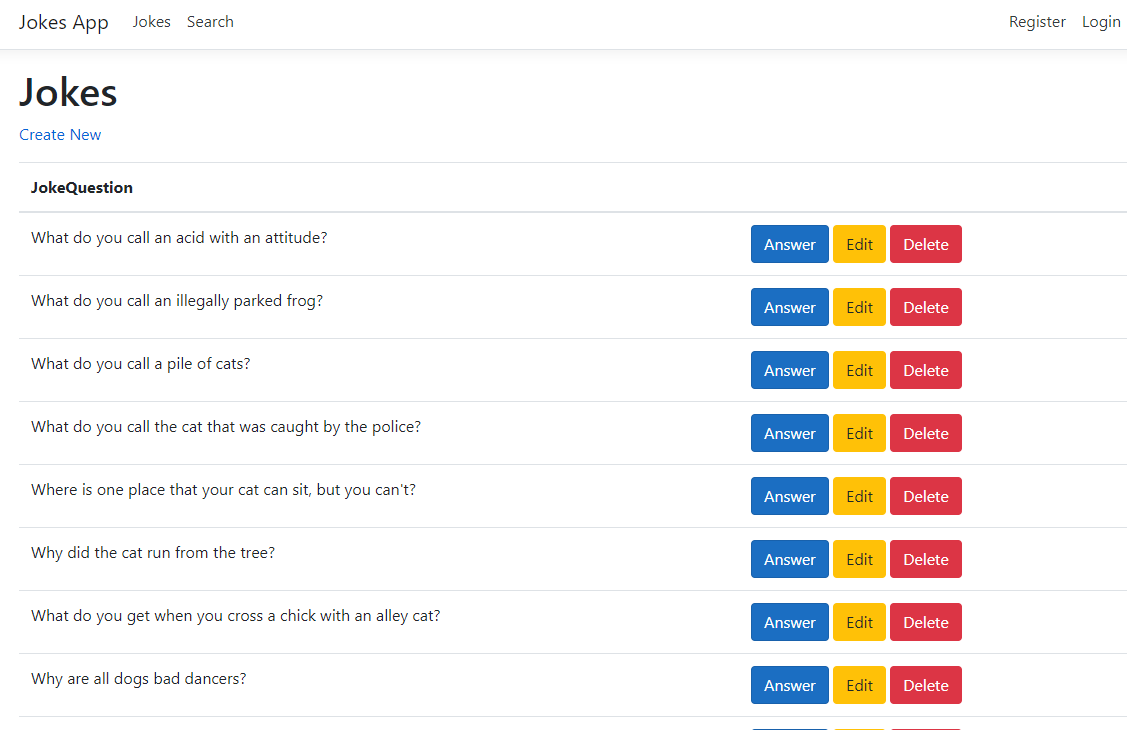 Jokes App Jokes Search Register Login
Jokes
Create New
JokeQuestion
What do you call an acid with an attitude? Answer Edit Delete
What do you call an illegally parked frog? Answer Edit Delete
What do you call a pile of cats? Answer Edit Delete
What do you call the cat that was caught by the police? Answer Edit Delete
Where is one place that your cat can sit, but you can't? Answer Edit Delete
Why did the cat run from the tree? Answer Edit Delete
What do you get when you cross a chick with an alley cat? Answer Edit Delete
Why are all dogs bad dancers? Answer Edit Delete